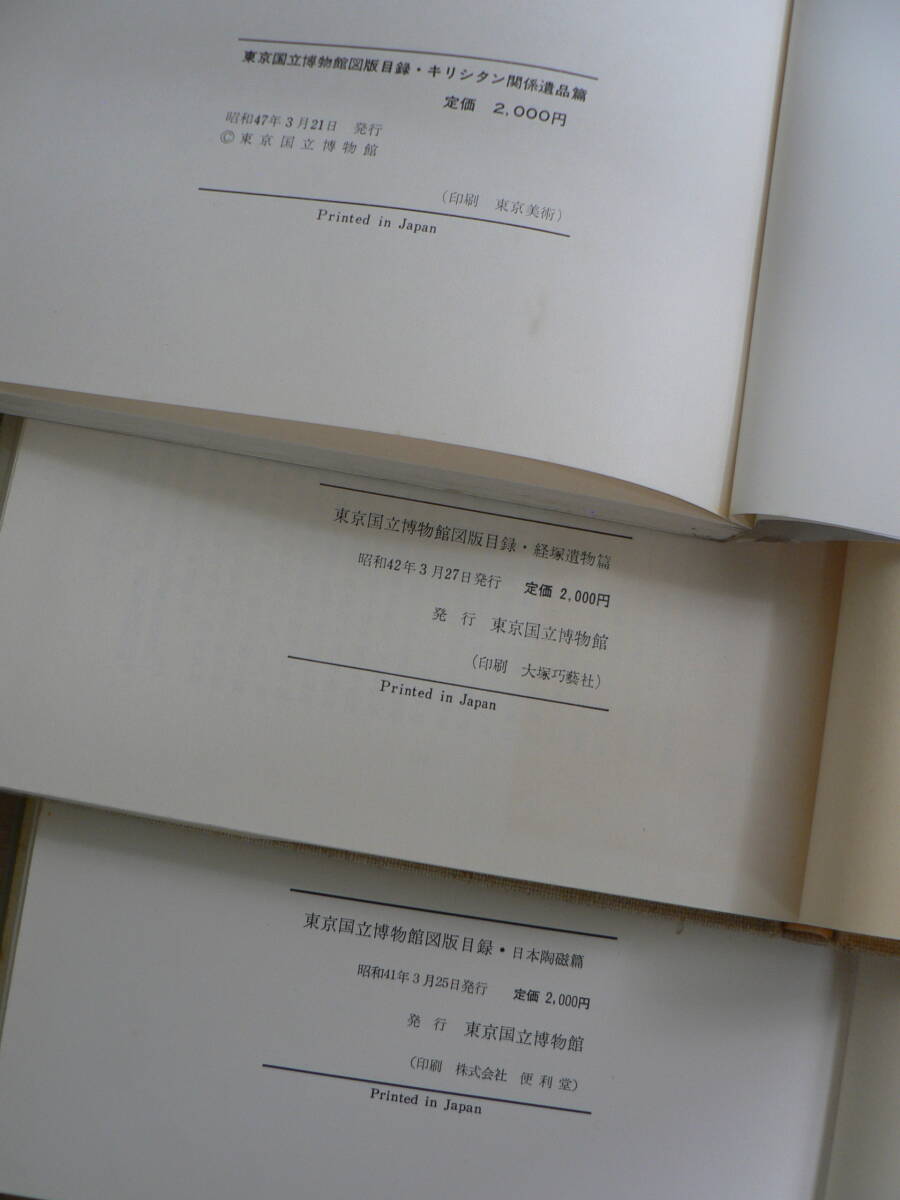 東京国立博物館図版目録・キリシタン関係遺品篇
定価 2,000円
昭和47年3月21日 発行
© 東京国立博物館
(印刷 東京美術)
Printed in Japan
東京国立博物館図版目録・経塚遺物篇
昭和42年3月27日発行 定価 2,000円
発行 東京国立博物館
(印刷 大塚巧藝社)
Printed in Japan
東京国立博物館図版目録・日本陶磁篇
昭和41年3月25日発行 定価 2,000円
発行 東京国立博物館
(印刷 株式会社 便利堂)
Printed in Japan